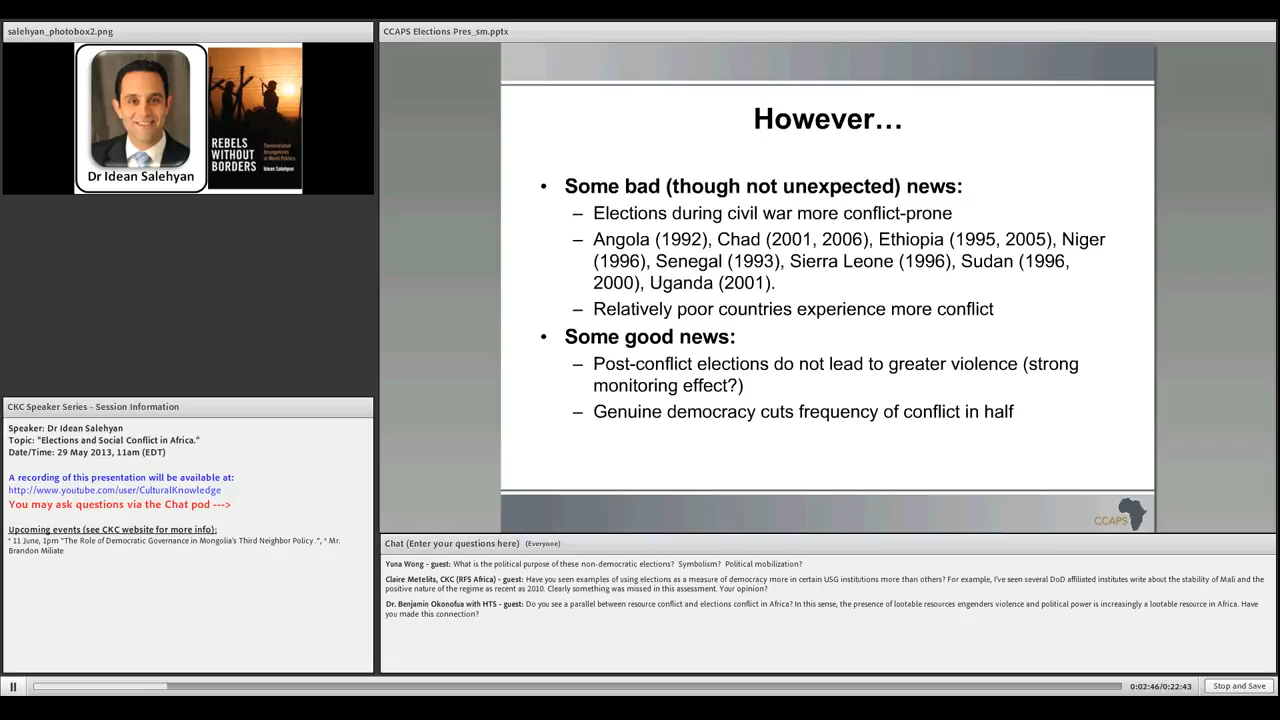 salehyan_photobox2.png
Dr Idean Salehyan
REBELS
WITHOUT
BORDERS
Transnational
Insurgencies
in World Politics
Idean Salehyan
CKC Speaker Series - Session Information
Speaker: Dr Idean Salehyan
Topic: "Elections and Social Conflict in Africa."
Date/Time: 29 May 2013, 11am (EDT)
A recording of this presentation will be available at:
http://www.youtube.com/user/CulturalKnowledge
You may ask questions via the Chat pod --->
Upcoming events (see CKC website for more info):
* 11 June, 1pm "The Role of Democratic Governance in Mongolia's Third Neighbor Policy.", * Mr.
Brandon Miliate
CCAPS Elections Pres_sm.pptx
However…
• Some bad (though not unexpected) news:
– Elections during civil war more conflict-prone
– Angola (1992), Chad (2001, 2006), Ethiopia (1995, 2005), Niger
(1996), Senegal (1993), Sierra Leone (1996), Sudan (1996,
2000), Uganda (2001).
– Relatively poor countries experience more conflict
• Some good news:
– Post-conflict elections do not lead to greater violence (strong
monitoring effect?)
– Genuine democracy cuts frequency of conflict in half
CCAPS
Chat (Enter your questions here) (Everyone)
Yuna Wong - guest: What is the political purpose of these non-democratic elections? Symbolism? Political mobilization?
Claire Metelits, CKC (RFS Africa) - guest: Have you seen examples of using elections as a measure of democracy more in certain USG institutions more than others? For example, I've seen several DoD affiliated institutes write about the stability of Mali and the
positive nature of the regime as recent as 2010. Clearly something was missed in this assessment. Your opinion?
Dr. Benjamin Okonofua with HTS - guest: Do you see a parallel between resource conflict and elections conflict in Africa? In this sense, the presence of lootable resources engenders violence and political power is increasingly a lootable resource in Africa. Have
you made this connection?
0:02:46/0:22:43
Stop and Save